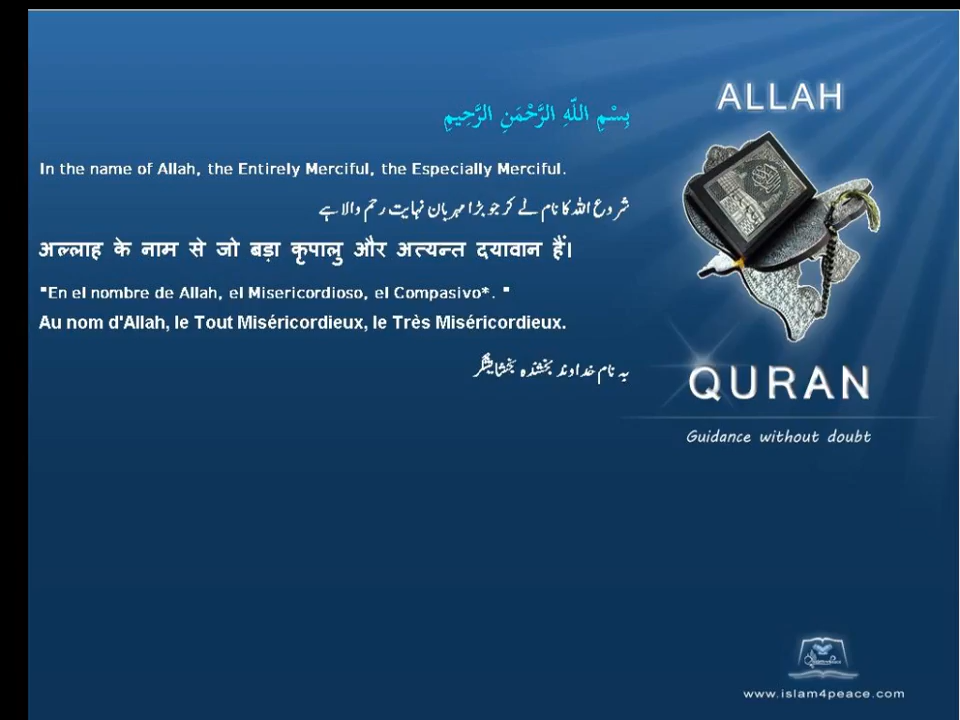 بِسْمِ اللَّهِ الرَّحْمَنِ الرَّحِيمِ
In the name of Allah, the Entirely Merciful, the Especially Merciful.
شروع الله کا نام لے کر جو بڑا مہربان نہایت رحم والا ہے
अल्लाह के नाम से जो बड़ा कृपालु और अत्यन्त दयावान हैं।
"En el nombre de Allah, el Misericordioso, el Compasivo*. "
Au nom d'Allah, le Tout Miséricordieux, le Très Miséricordieux.
به نام خداوند بخشنده بخشایشگر
ALLAH
QURAN
Guidance without doubt
www.islam4peace.com